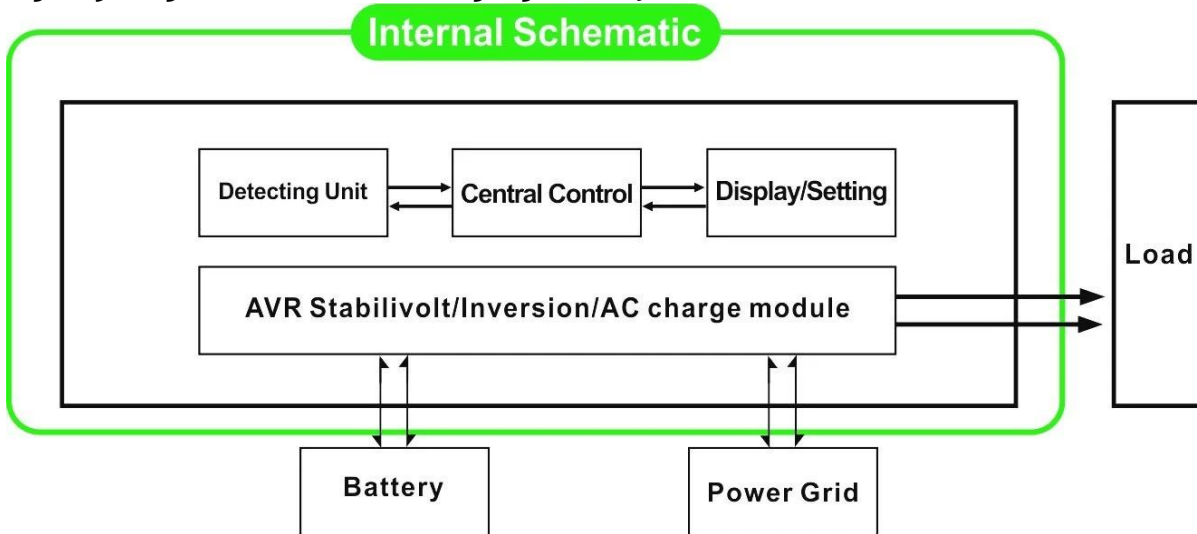 Internal Schematic
Detecting Unit
Central Control
Display/Setting
Load
AVR Stabilivolt/Inversion/AC charge module
Battery
Power Grid